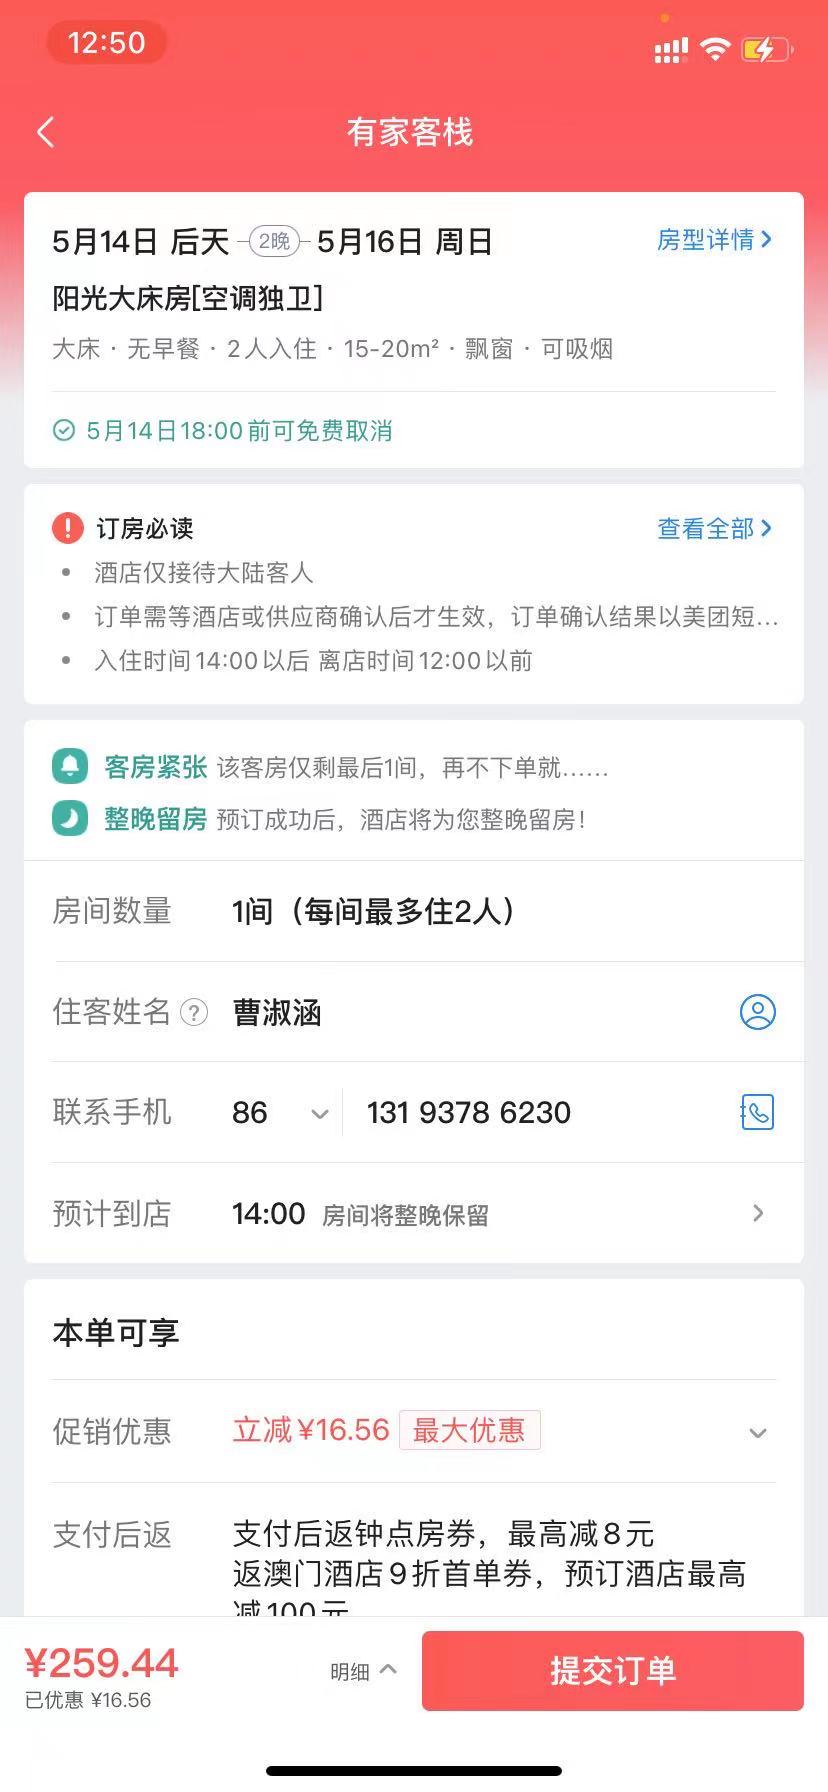 12:50
有家客栈
5月14日 后天 2晚 5月16日 周日 房型详情
阳光大床房[空调独卫]
大床 · 无早餐 · 2人入住 · 15-20m² · 飘窗 · 可吸烟
5月14日18:00前可免费取消
订房必读 查看全部
• 酒店仅接待大陆客人
• 订单需等酒店或供应商确认后才生效，订单确认结果以美团短...
• 入住时间14:00以后 离店时间12:00以前
客房紧张 该客房仅剩最后1间，再不下单就......
整晚留房 预订成功后，酒店将为您整晚留房！
房间数量 1间（每间最多住2人）
住客姓名 ? 曹淑涵
联系手机 86 131 9378 6230
预计到店 14:00 房间将整晚保留
本单可享
促销优惠 立减¥16.56 最大优惠
支付后返 支付后返钟点房券，最高减8元
返澳门酒店9折首单券，预订酒店最高
减100元
¥259.44 明细 提交订单
已优惠 ¥16.56